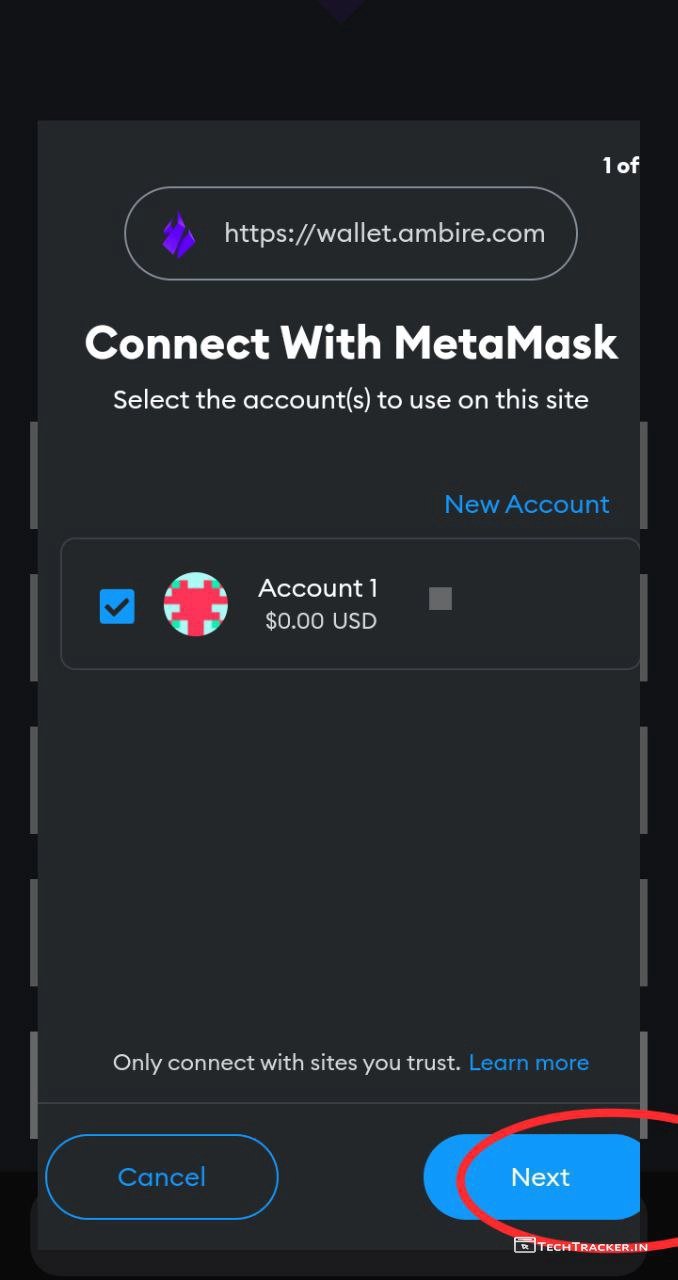 1 of
https://wallet.ambire.com
Connect With MetaMask
Select the account(s) to use on this site
New Account
Account 1
$0.00 USD
Only connect with sites you trust. Learn more
Cancel
Next
TECHTRACKER.IN